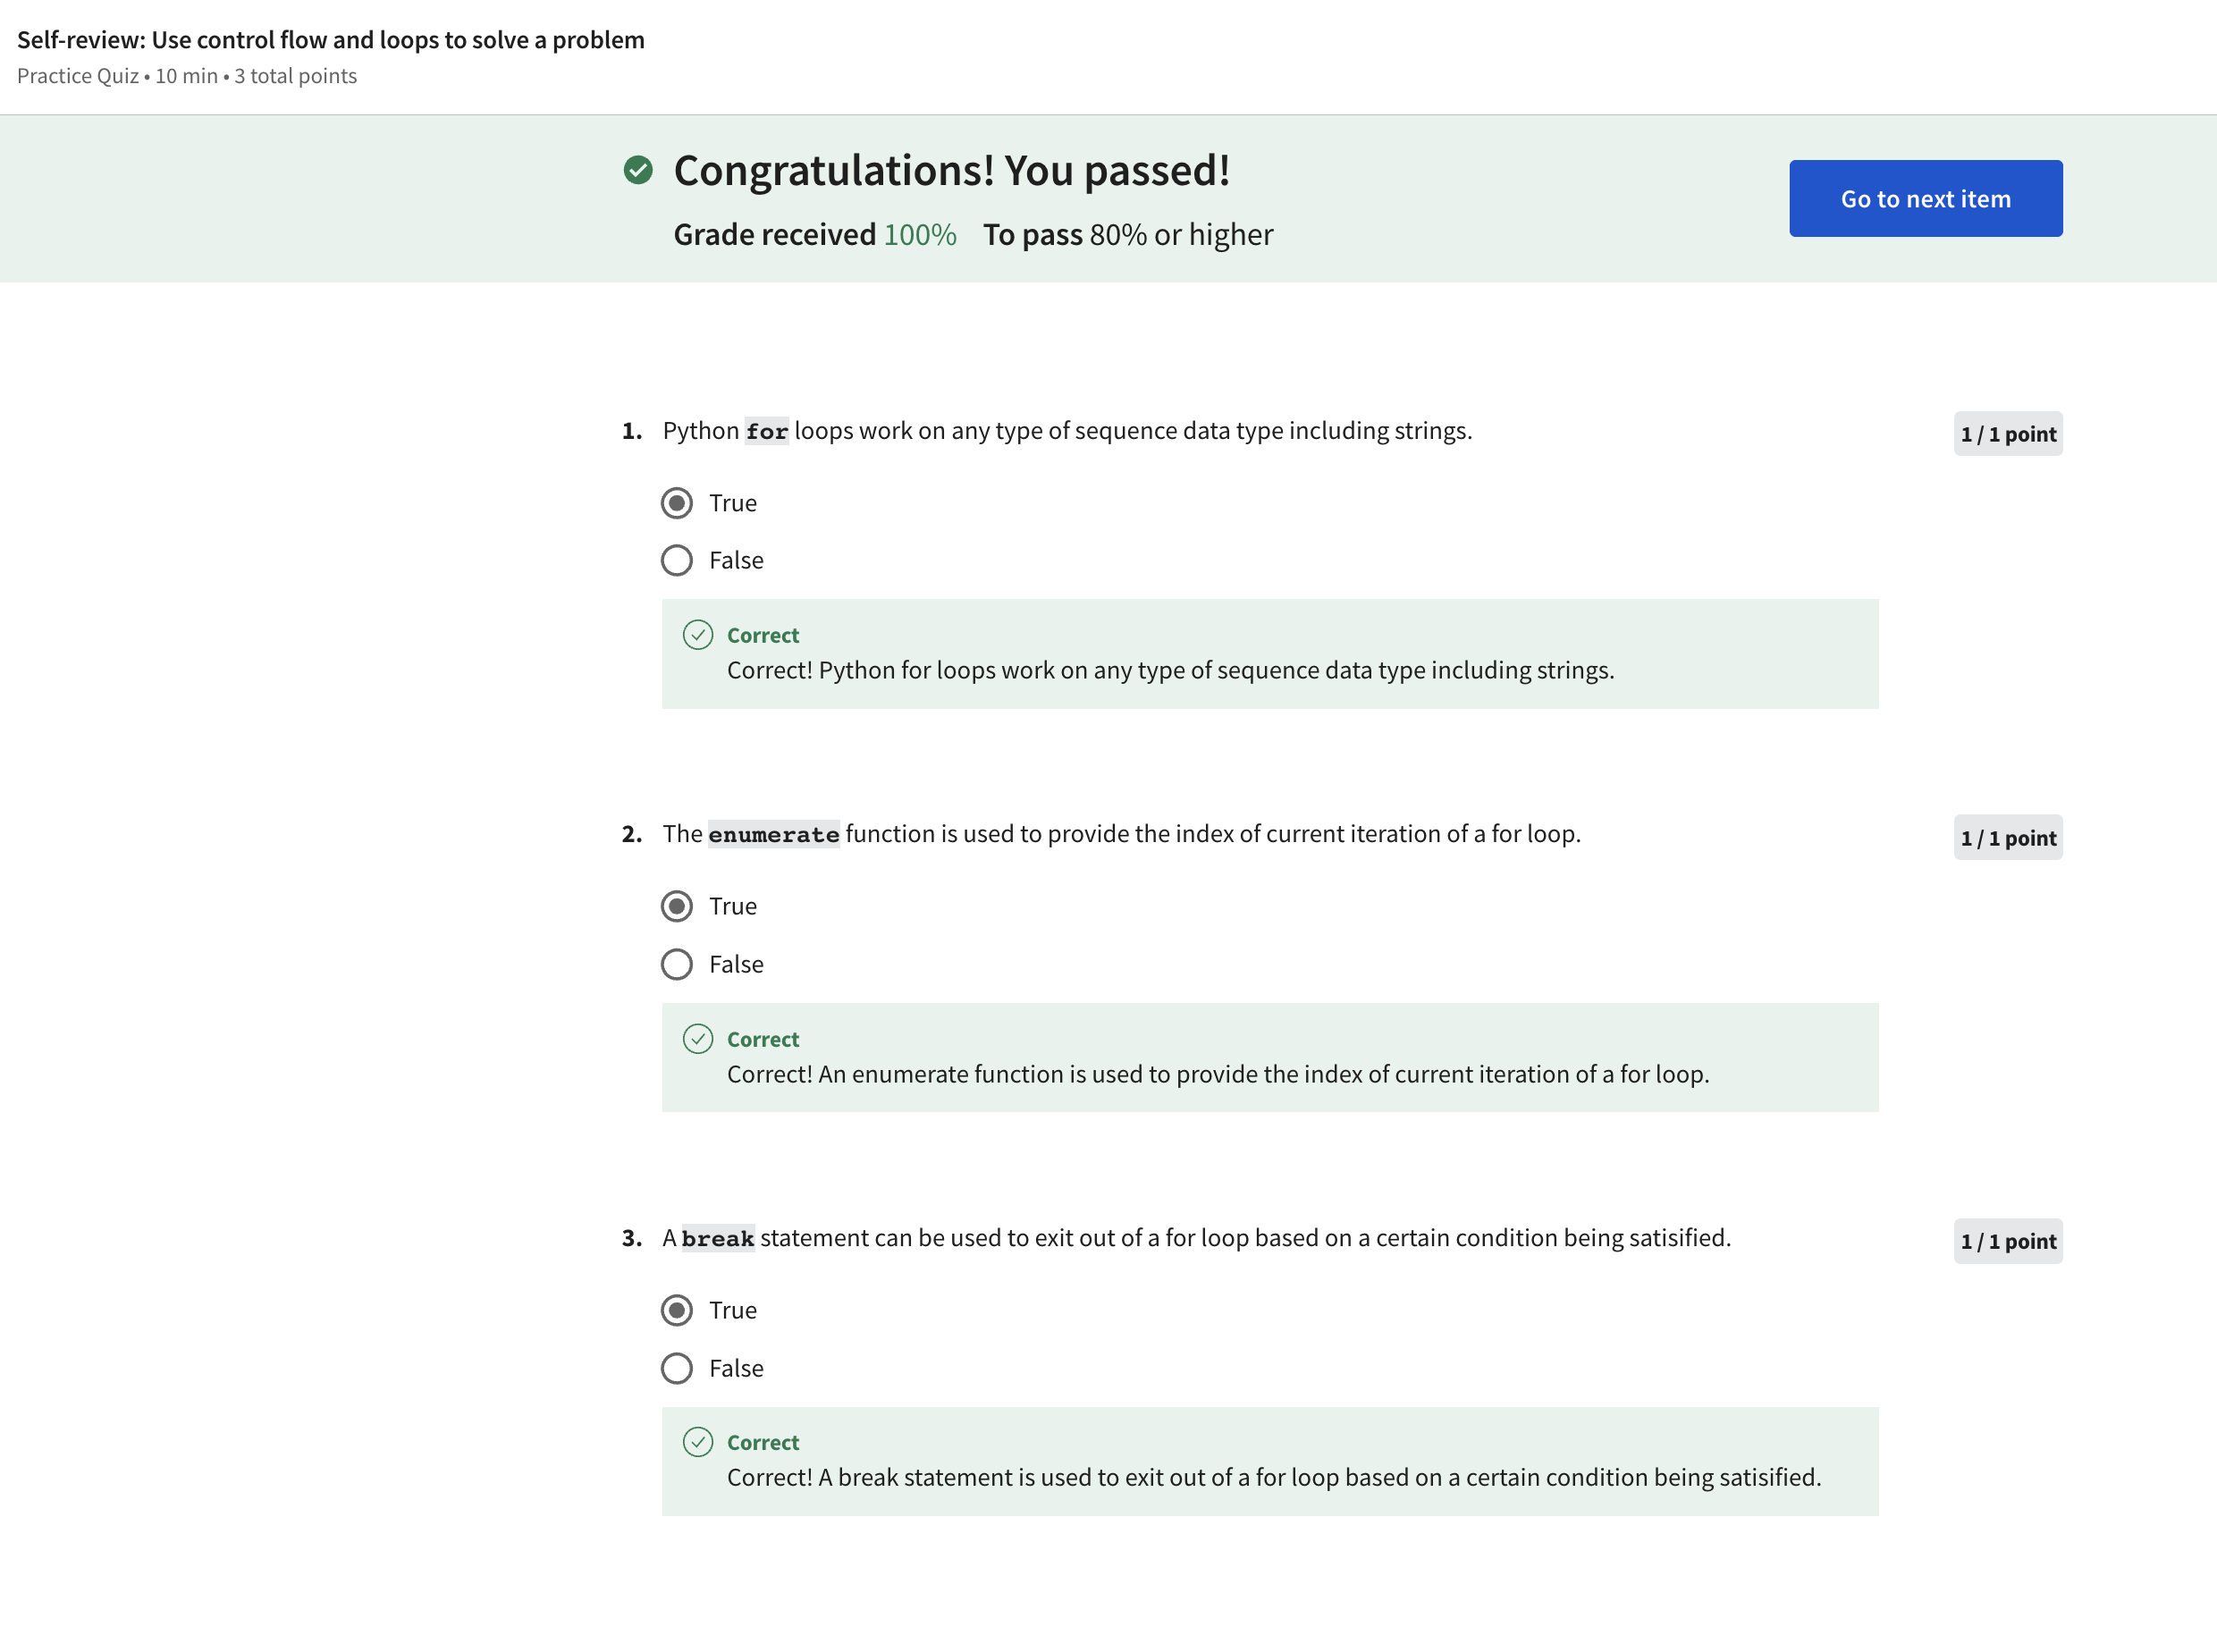 Self-review: Use control flow and loops to solve a problem
Practice Quiz • 10 min • 3 total points
Congratulations! You passed!
Grade received 100% To pass 80% or higher
Go to next item
1. Python for loops work on any type of sequence data type including strings.
1 / 1 point
True
False
Correct
Correct! Python for loops work on any type of sequence data type including strings.
2. The enumerate function is used to provide the index of current iteration of a for loop.
1 / 1 point
True
False
Correct
Correct! An enumerate function is used to provide the index of current iteration of a for loop.
3. A break statement can be used to exit out of a for loop based on a certain condition being satisified.
1 / 1 point
True
False
Correct
Correct! A break statement is used to exit out of a for loop based on a certain condition being satisified.